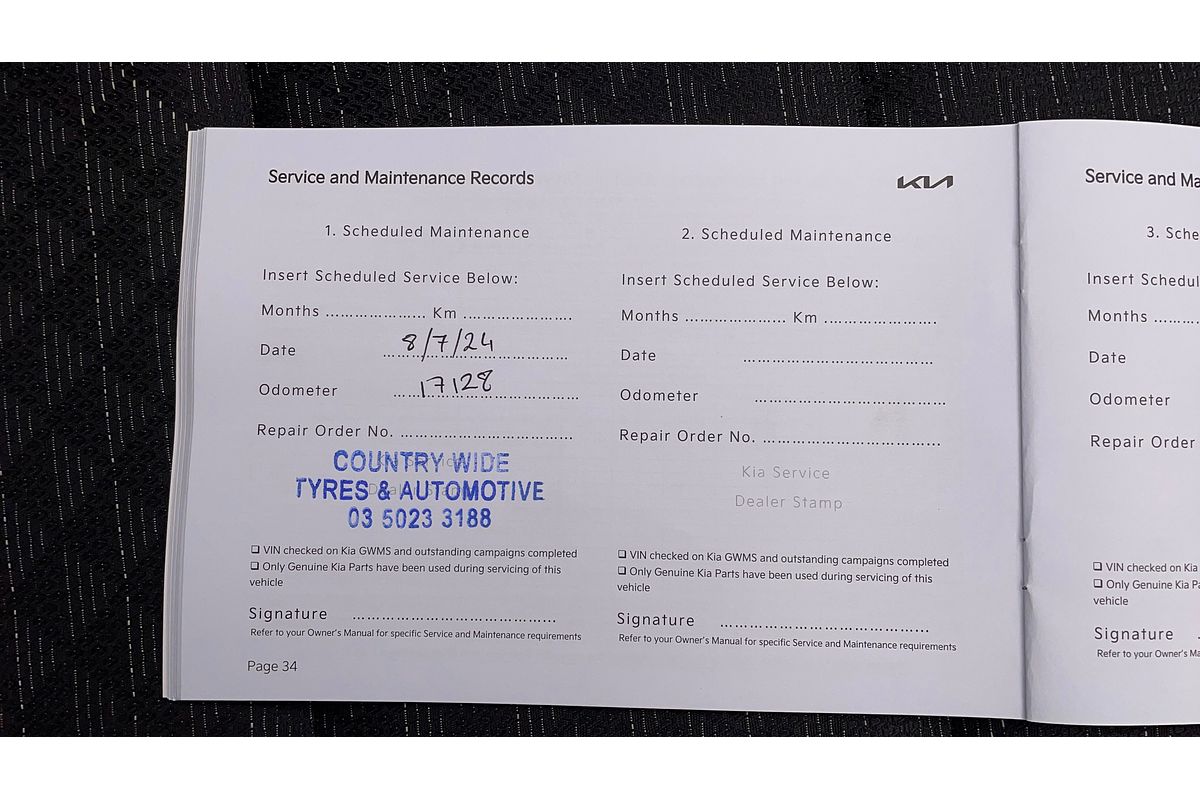 Service and Maintenance Records
KIA
1. Scheduled Maintenance
Insert Scheduled Service Below:
Months ..................... Km .......................
Date 8/7/24
Odometer 17128
Repair Order No. ....................................
COUNTRY WIDE
TYRES & AUTOMOTIVE
03 5023 3188
❑ VIN checked on Kia GWMS and outstanding campaigns completed
❑ Only Genuine Kia Parts have been used during servicing of this
vehicle
Signature ..........................................
Refer to your Owner's Manual for specific Service and Maintenance requirements
Page 34
2. Scheduled Maintenance
Insert Scheduled Service Below:
Months ..................... Km .......................
Date .......................................
Odometer .......................................
Repair Order No. .....................................
Kia Service
Dealer Stamp
❑ VIN checked on Kia GWMS and outstanding campaigns completed
❑ Only Genuine Kia Parts have been used during servicing of this
vehicle
Signature ...........................................
Refer to your Owner's Manual for specific Service and Maintenance requirements
Service and Ma
3. Sche
Insert Schedul
Months .........
Date
Odometer
Repair Order
❑ VIN checked on Kia
❑ Only Genuine Kia Pa
vehicle
Signature
Refer to your Owner's Ma